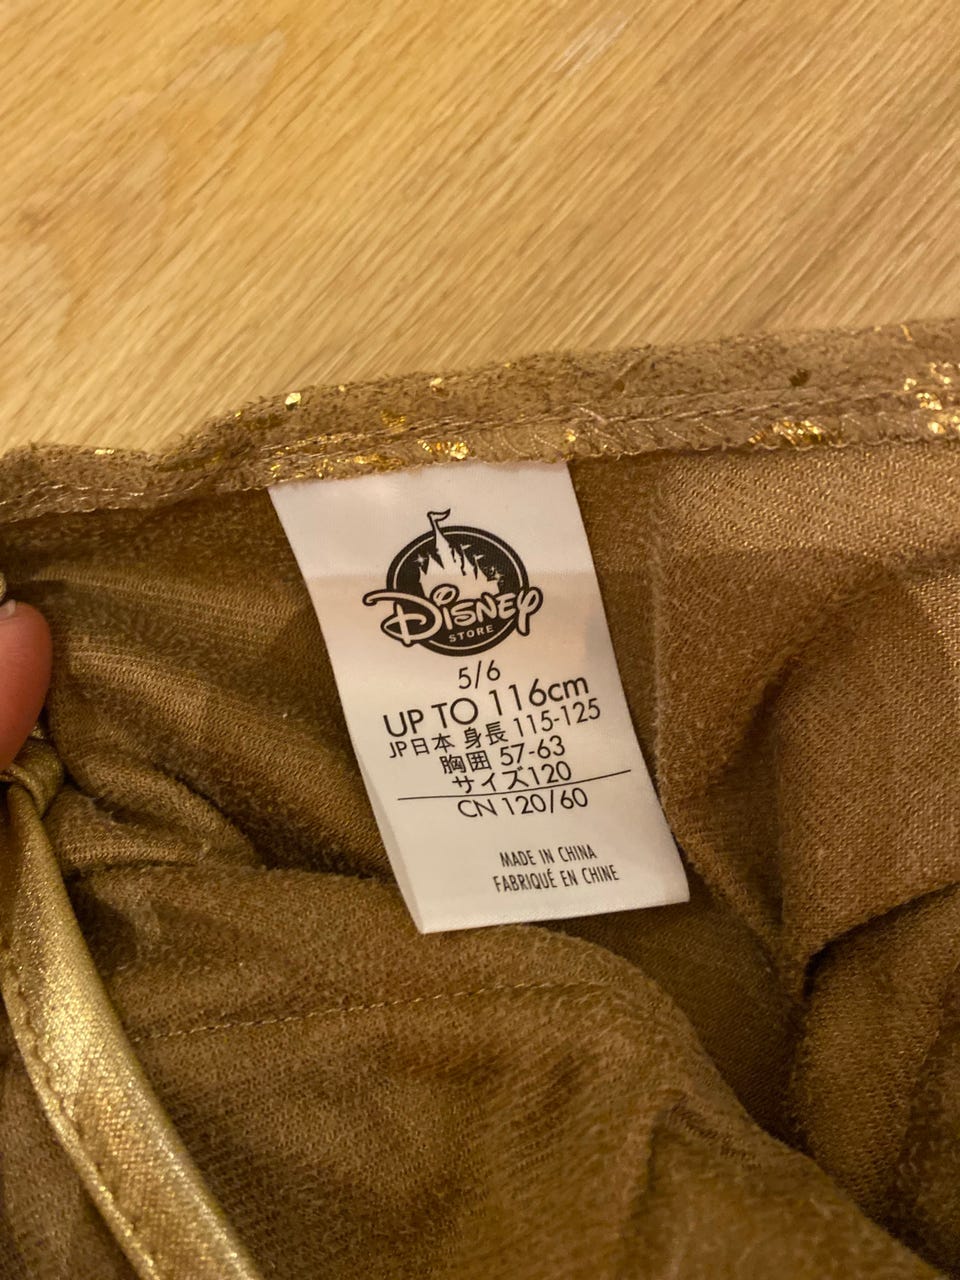 Disney
STORE
5/6
UP TO 116cm
JP日本 身長 115-125
胸囲 57-63
サイズ120
CN 120/60
MADE IN CHINA
FABRIQUÉ EN CHINE